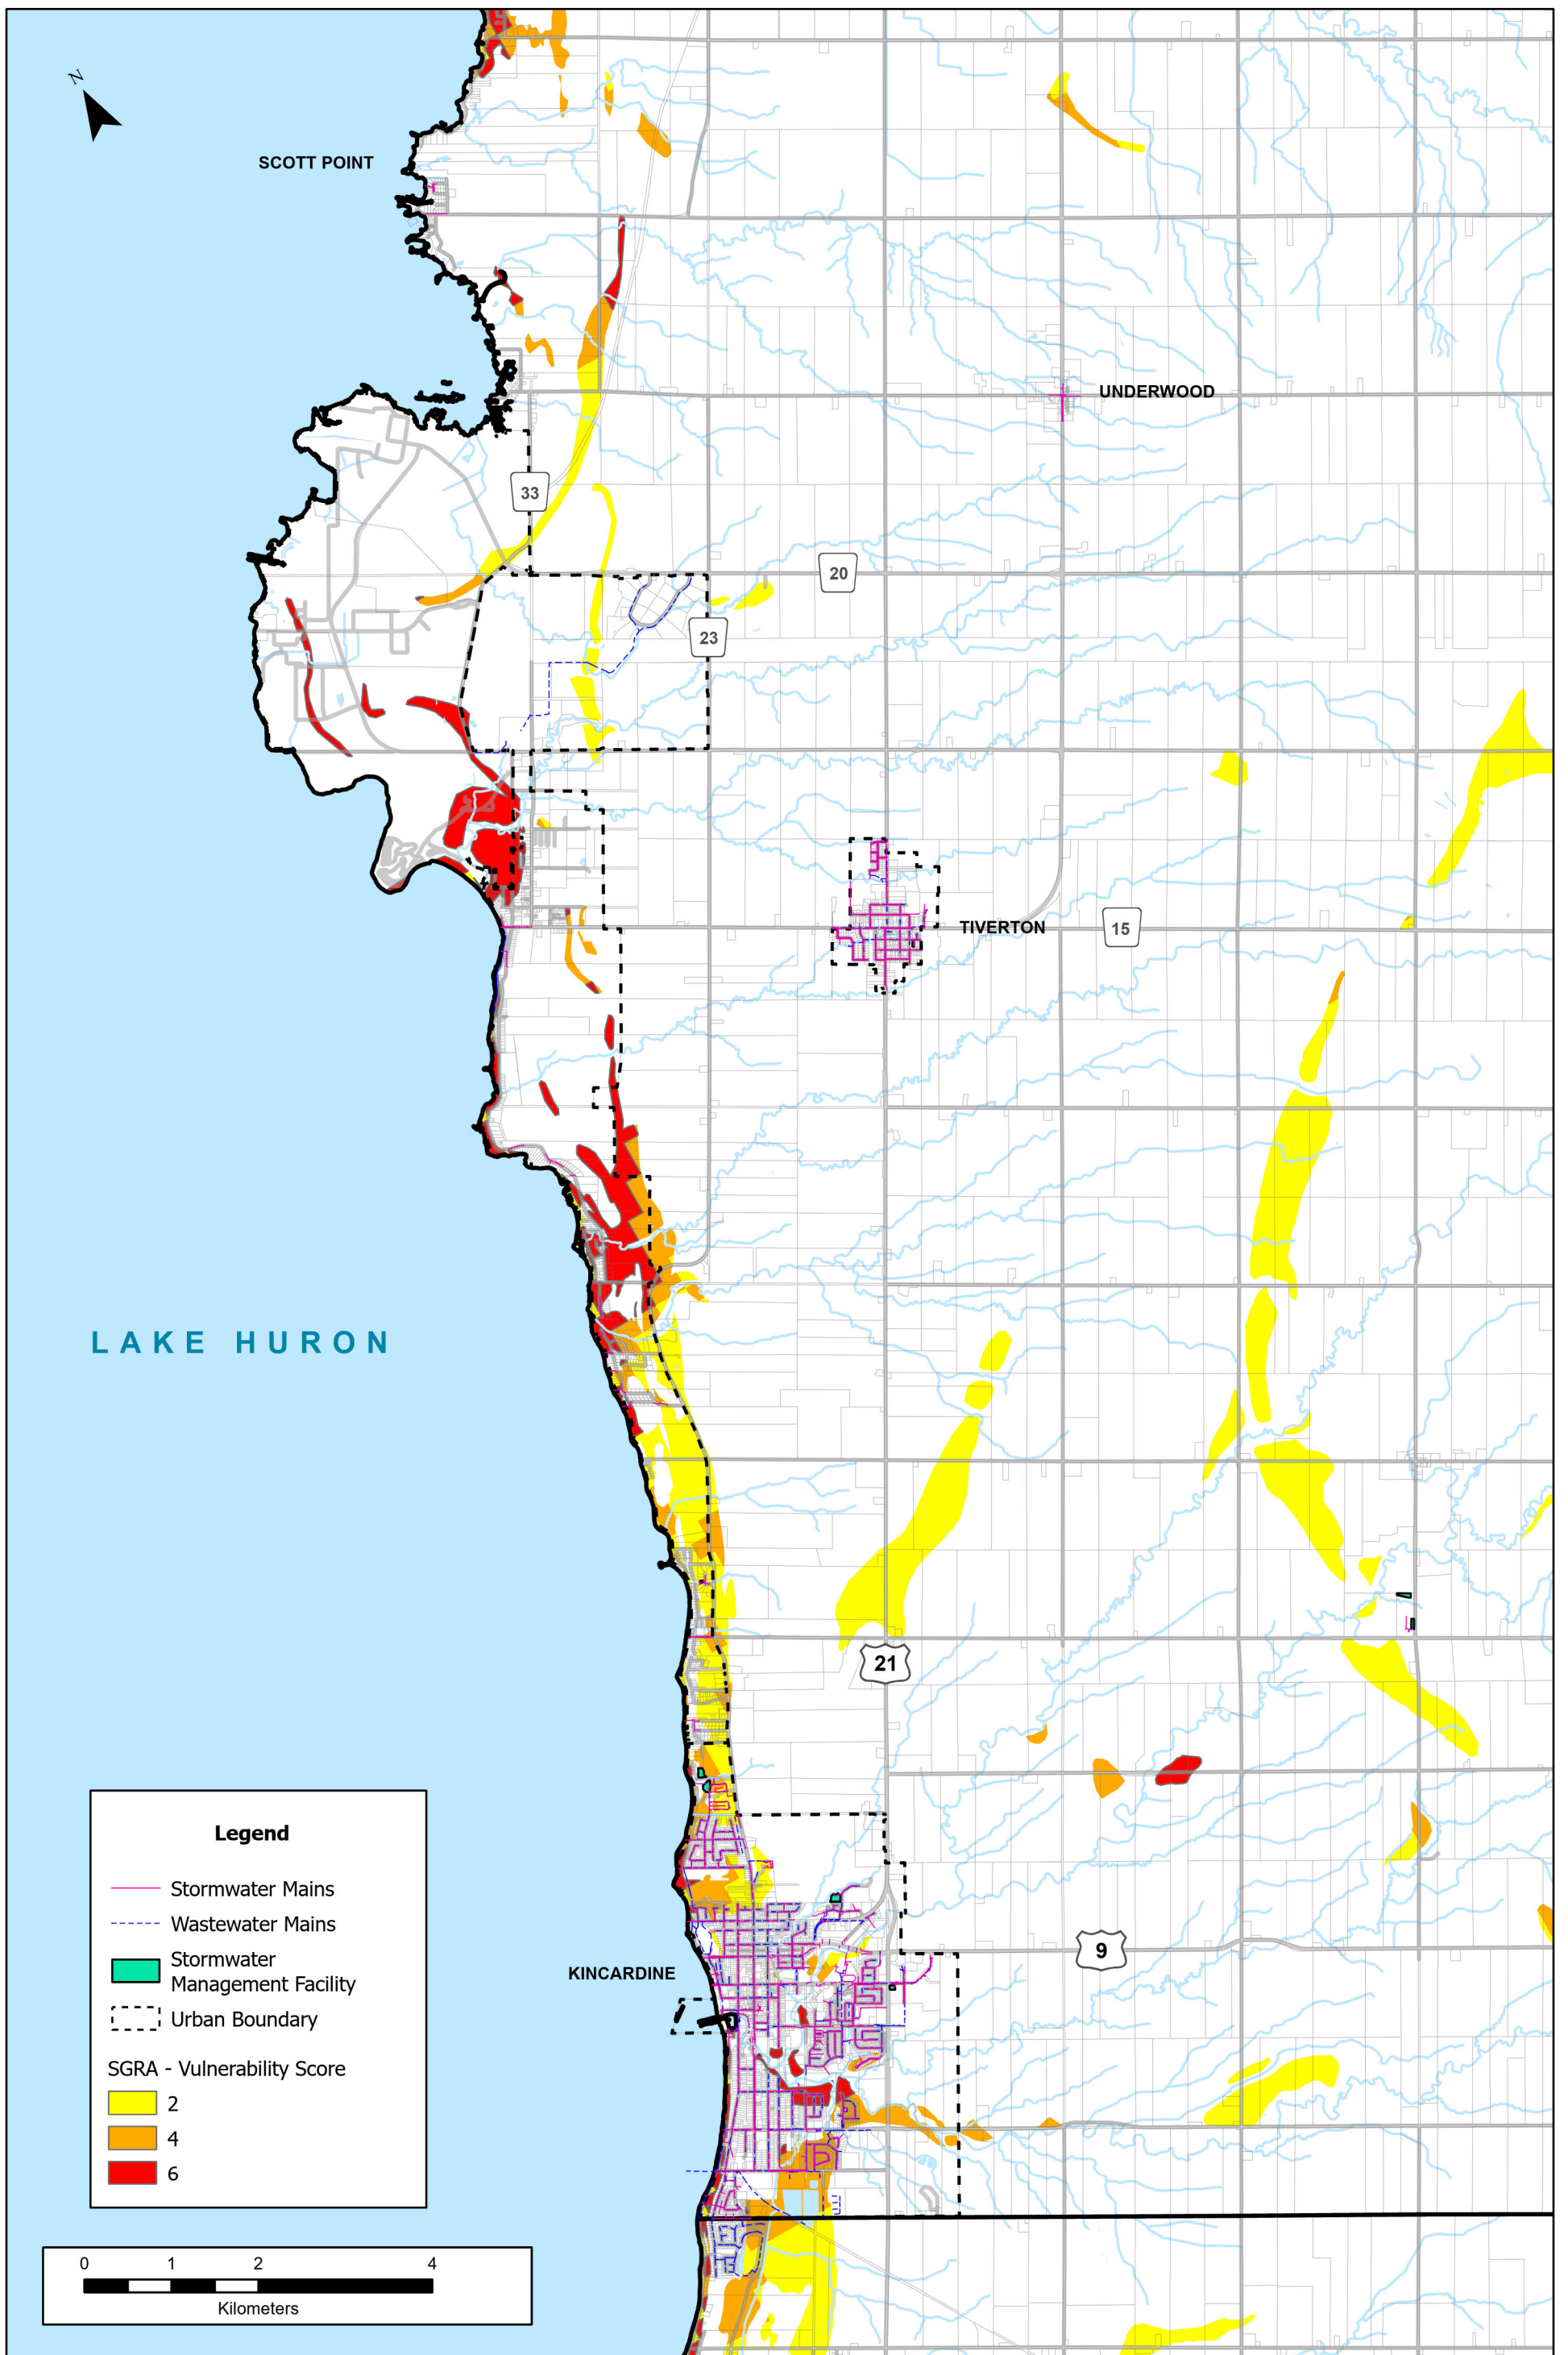 N
SCOTT POINT
UNDERWOOD
33
20
23
TIVERTON
15
LAKE HURON
21
Legend
Stormwater Mains
Wastewater Mains
Stormwater
Management Facility
Urban Boundary
SGRA - Vulnerability Score
2
4
6
KINCARDINE
9
0 1 2 4
Kilometers